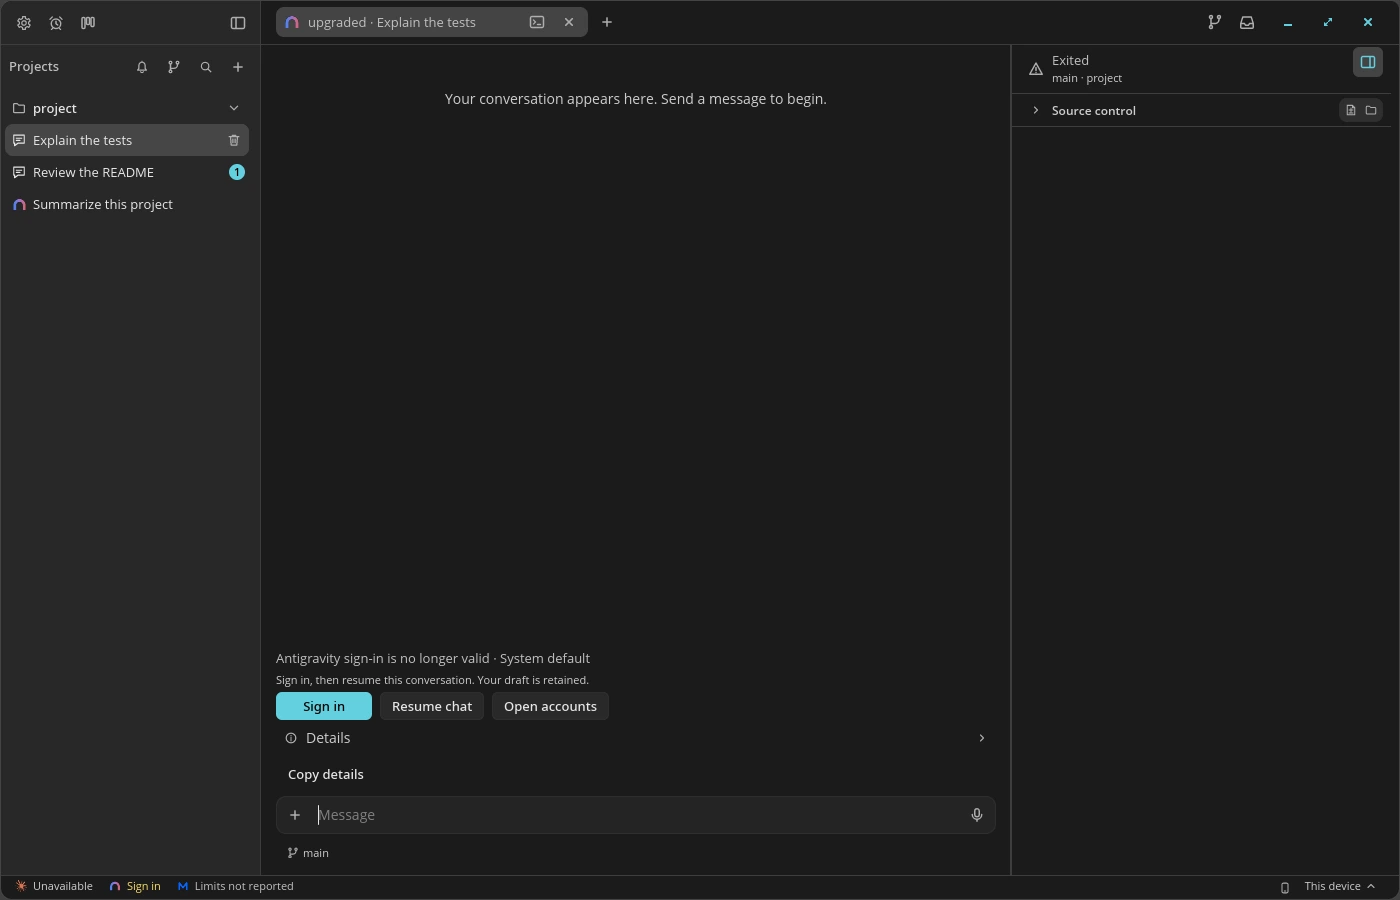 upgraded · Explain the tests
Projects
project
Explain the tests
Review the README
1
Summarize this project
Your conversation appears here. Send a message to begin.
Exited
main · project
Source control
Antigravity sign-in is no longer valid · System default
Sign in, then resume this conversation. Your draft is retained.
Sign in
Resume chat
Open accounts
Details
Copy details
Message
main
Unavailable
Sign in
Limits not reported
This device